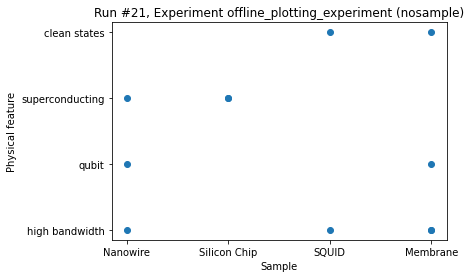 Run #21, Experiment offline_plotting_experiment (nosample)
clean states
superconducting
qubit
high bandwidth
Physical feature
Nanowire
Silicon Chip
SQUID
Membrane
Sample